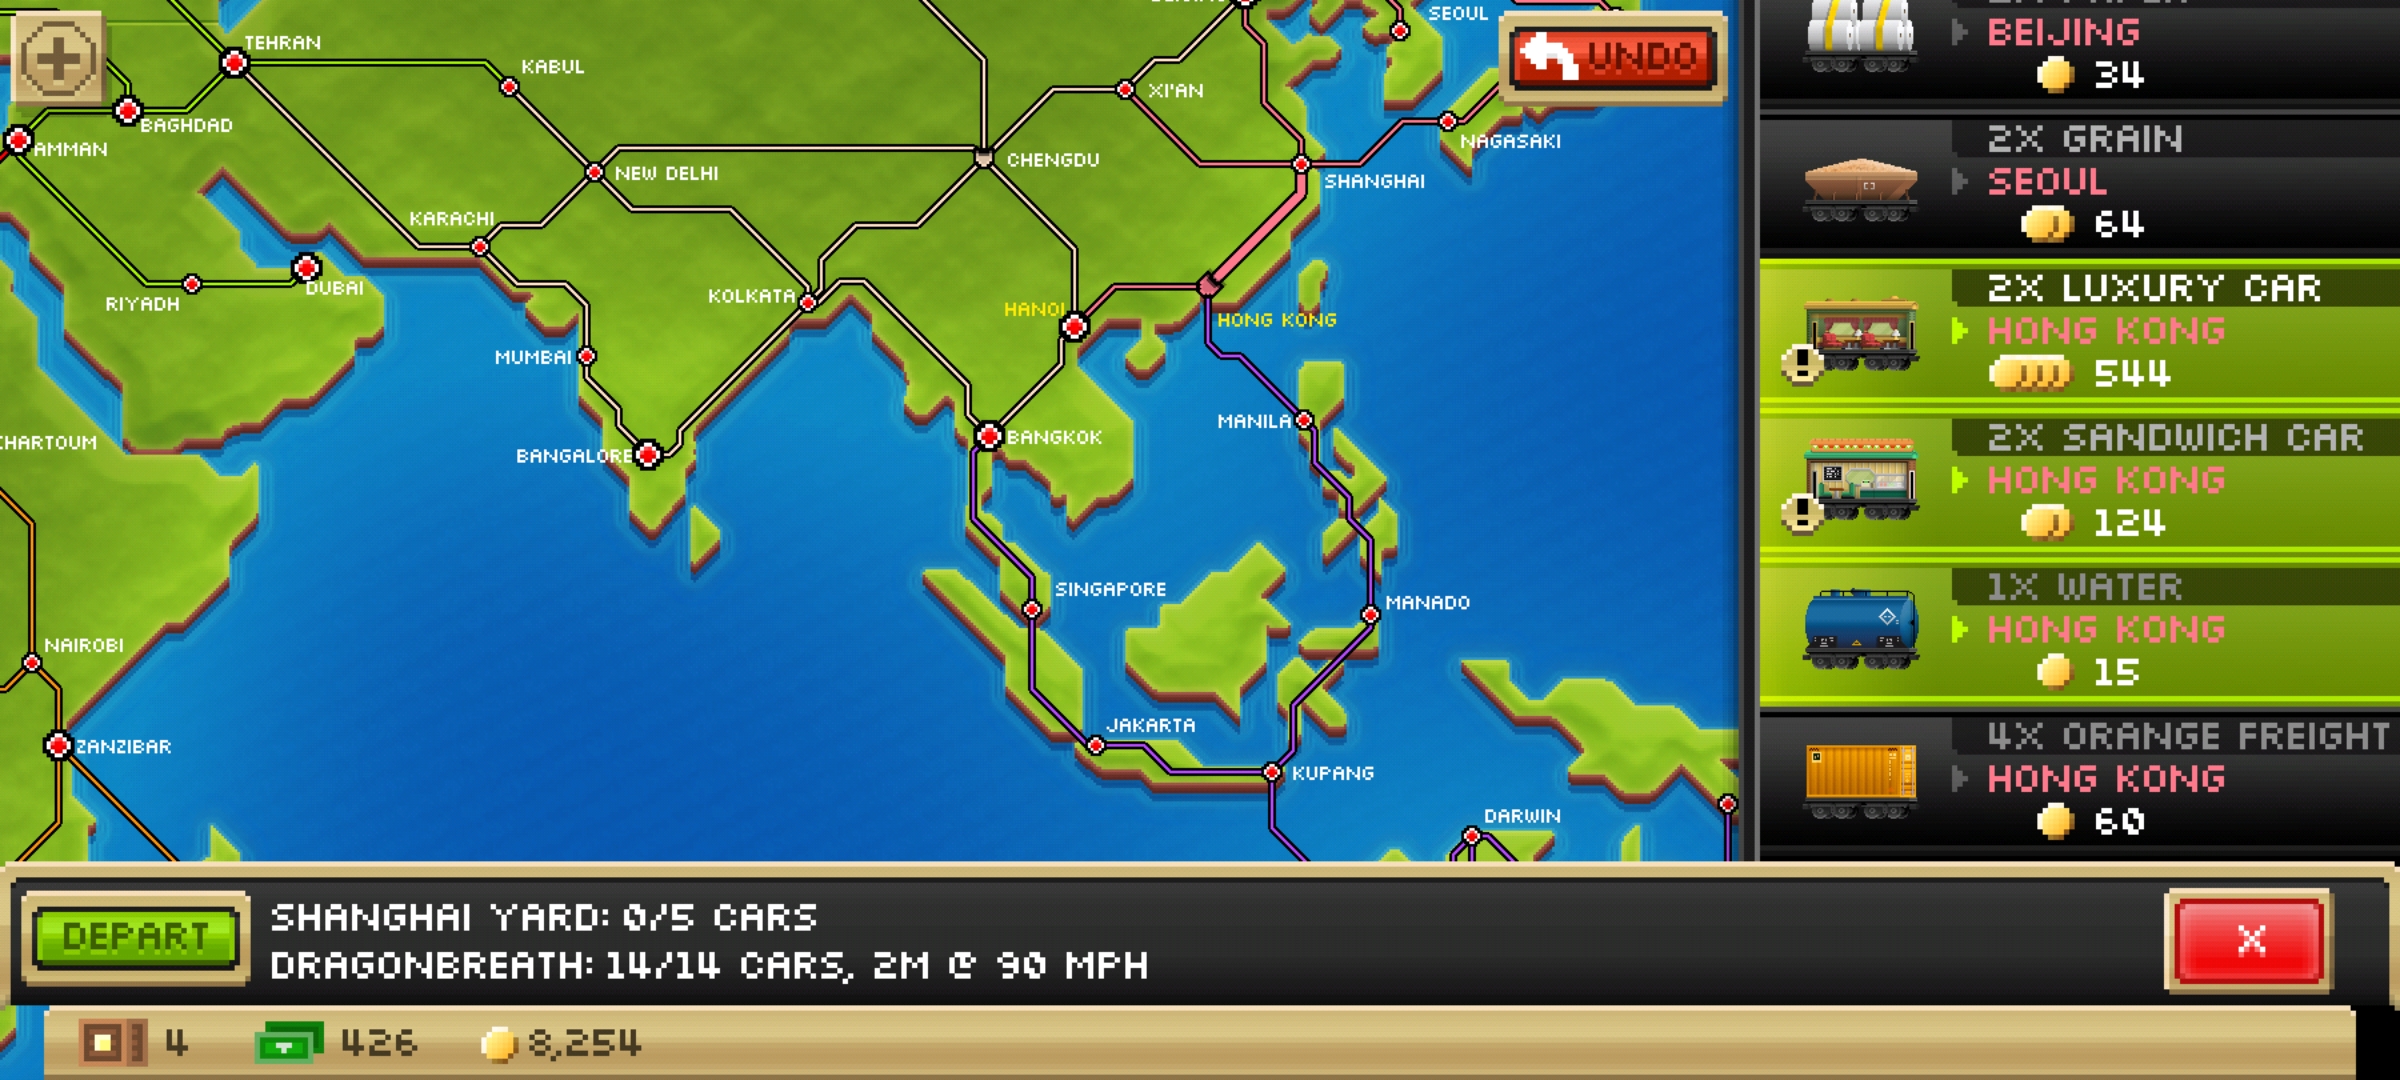 SEOUL
TEHRAN
KABUL
UNDO
XI'AN
BAGHDAD
AMMAN
NAGASAKI
CHENGDU
NEW DELHI
SHANGHAI
KARACHI
DUBAI
RIYADH
KOLKATA
HANOI
HONG KONG
MUMBAI
MANILA
BANGKOK
BANGALORE
CHARTOUM
SINGAPORE
MANADO
NAIROBI
JAKARTA
ZANZIBAR
KUPANG
DARWIN
BEIJING
34
2X GRAIN
SEOUL
64
2X LUXURY CAR
HONG KONG
544
2X SANDWICH CAR
HONG KONG
124
1X WATER
HONG KONG
15
4X ORANGE FREIGHT
HONG KONG
60
DEPART
SHANGHAI YARD: 0/5 CARS
DRAGONBREATH: 14/14 CARS, 2M @ 90 MPH
X
4
426
8,254